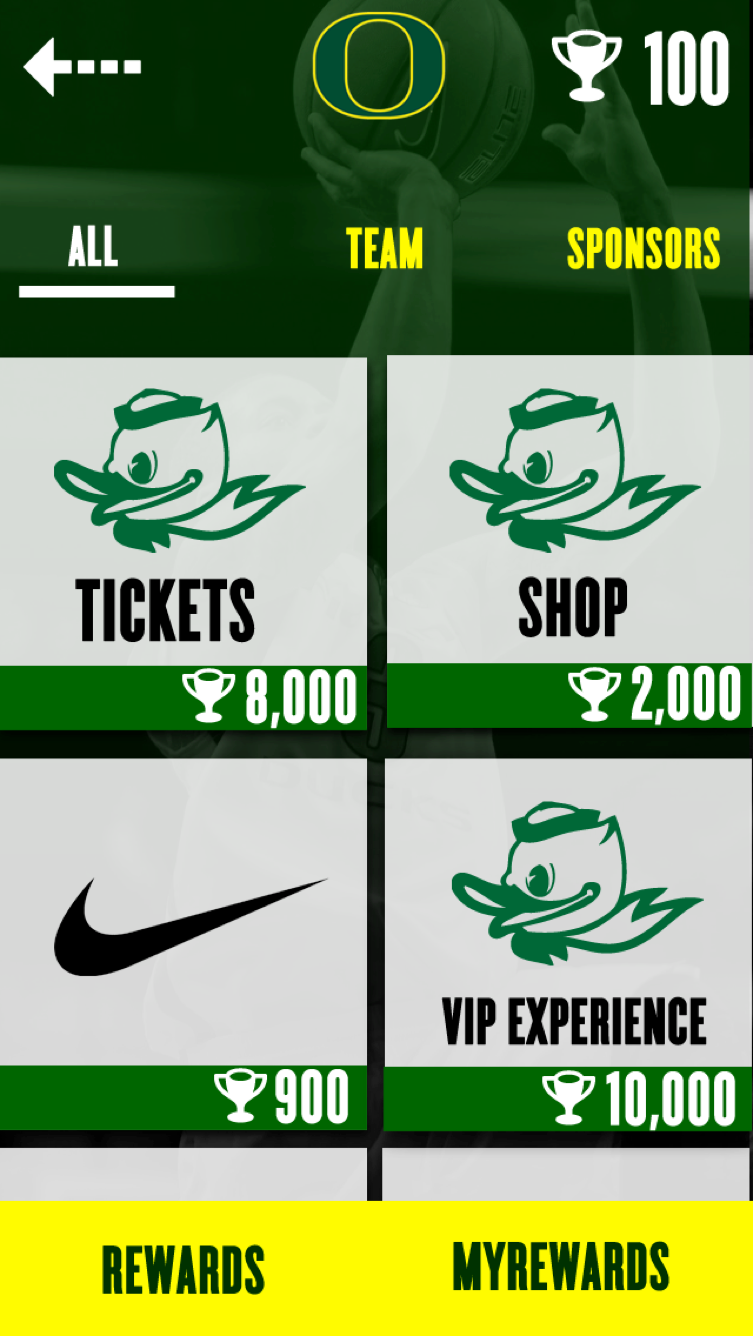 O
100
ALL
TEAM
SPONSORS
TICKETS
SHOP
8,000
2,000
VIP EXPERIENCE
900
10,000
REWARDS
MYREWARDS